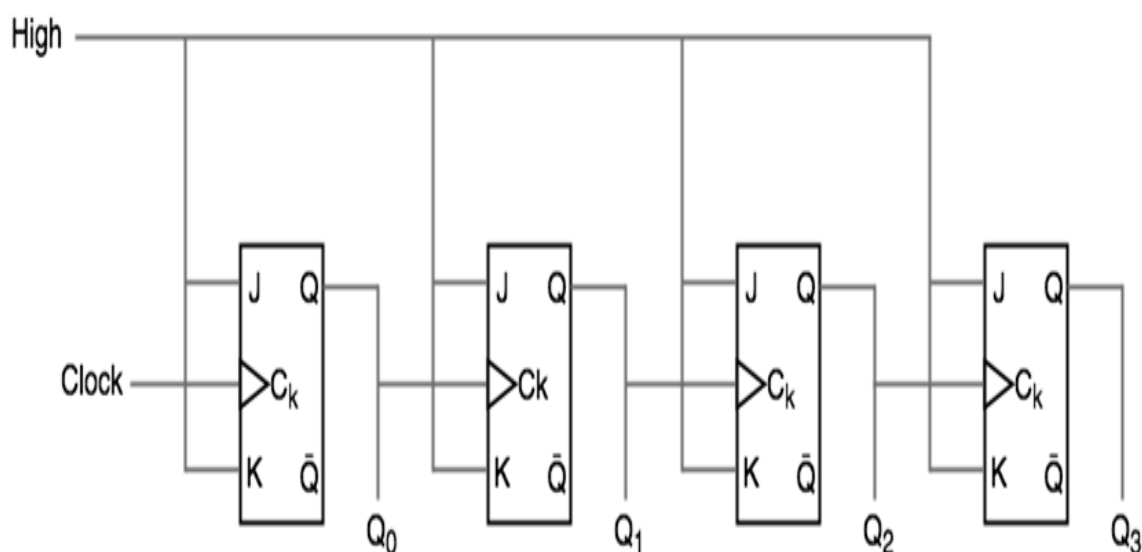 High
J Q J Q J Q J Q
Clock Cₖ Ck Cₖ Cₖ
K Q̄ K Q̄ K Q̄ K Q̄
Q₀ Q₁ Q₂ Q₃